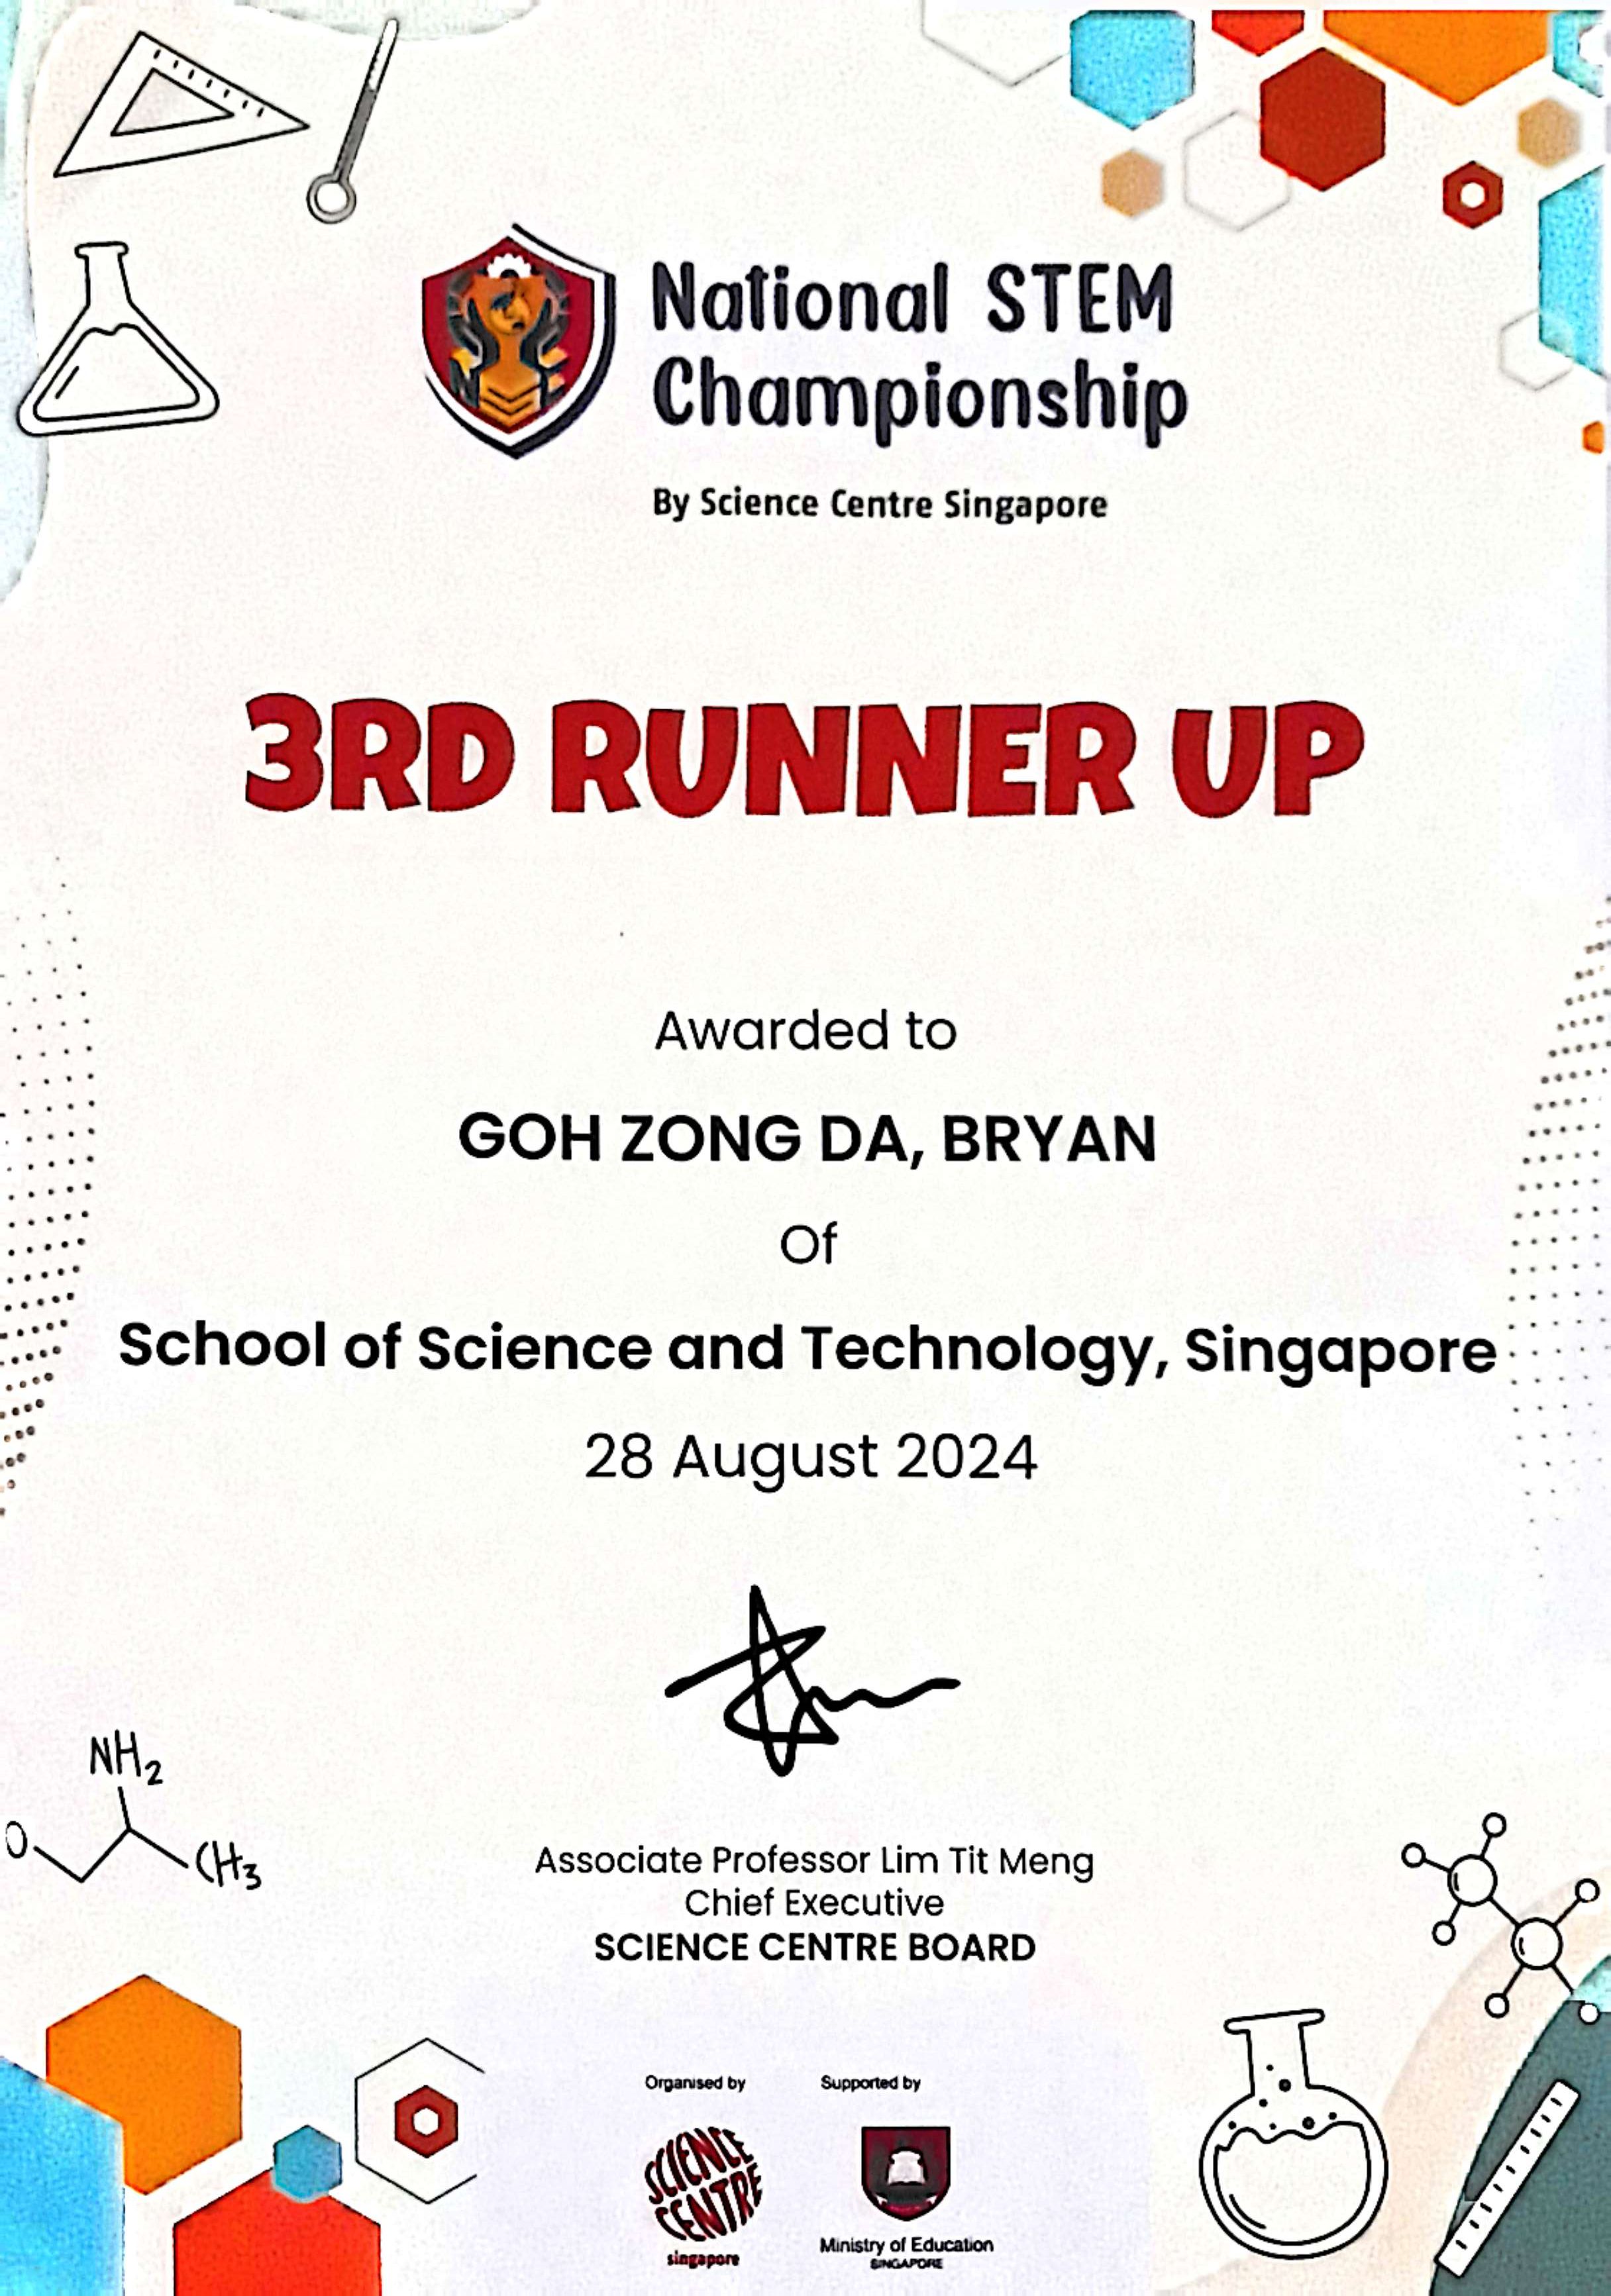 National STEM
Championship
By Science Centre Singapore
3RD RUNNER UP
Awarded to
GOH ZONG DA, BRYAN
Of
School of Science and Technology, Singapore
28 August 2024
NH2
O
CH3
Associate Professor Lim Tit Meng
Chief Executive
SCIENCE CENTRE BOARD
Organised by
Supported by
SCIENCE
CENTRE
singapore
Ministry of Education
SINGAPORE